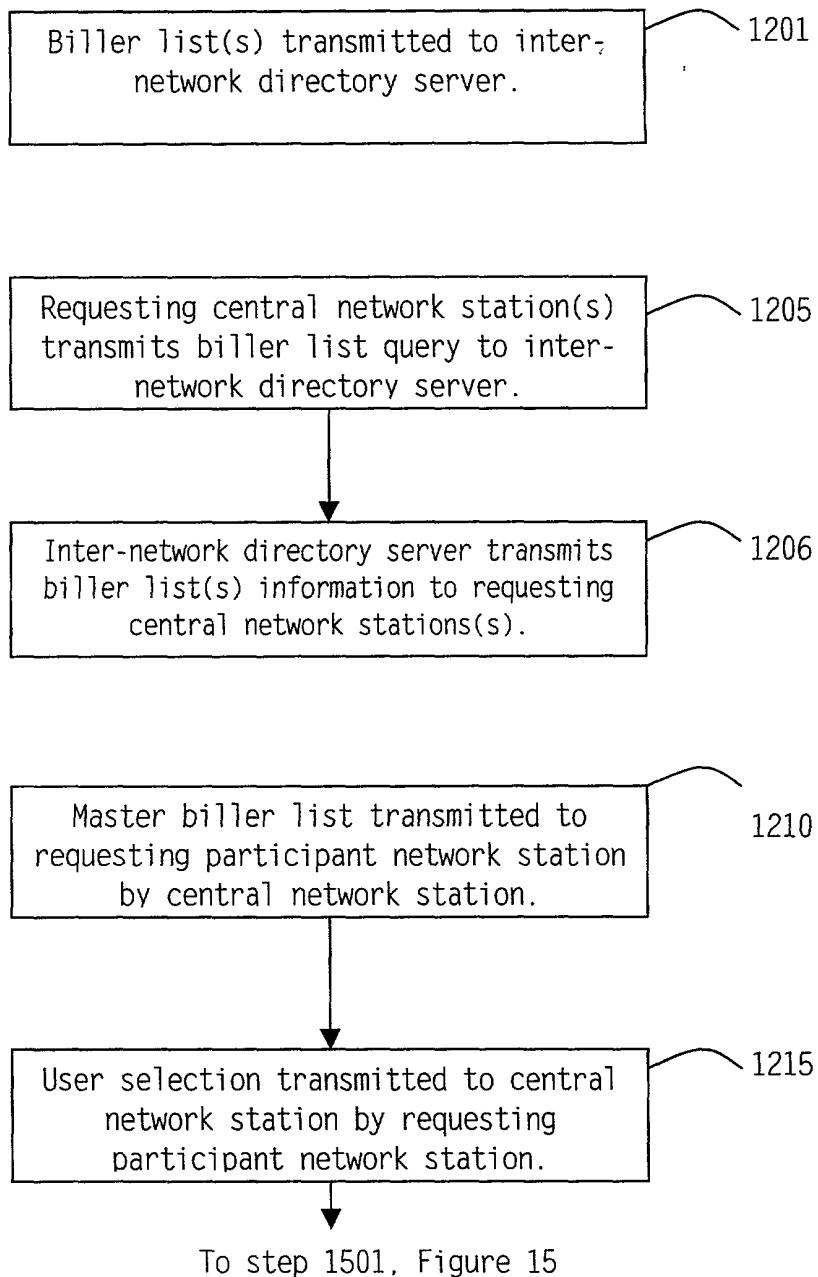 Biller list(s) transmitted to inter-
network directory server.
1201
Requesting central network station(s)
transmits biller list query to inter-
network directory server.
1205
Inter-network directory server transmits
biller list(s) information to requesting
central network stations(s).
1206
Master biller list transmitted to
requesting participant network station
by central network station.
1210
User selection transmitted to central
network station by requesting
participant network station.
1215
To step 1501, Figure 15